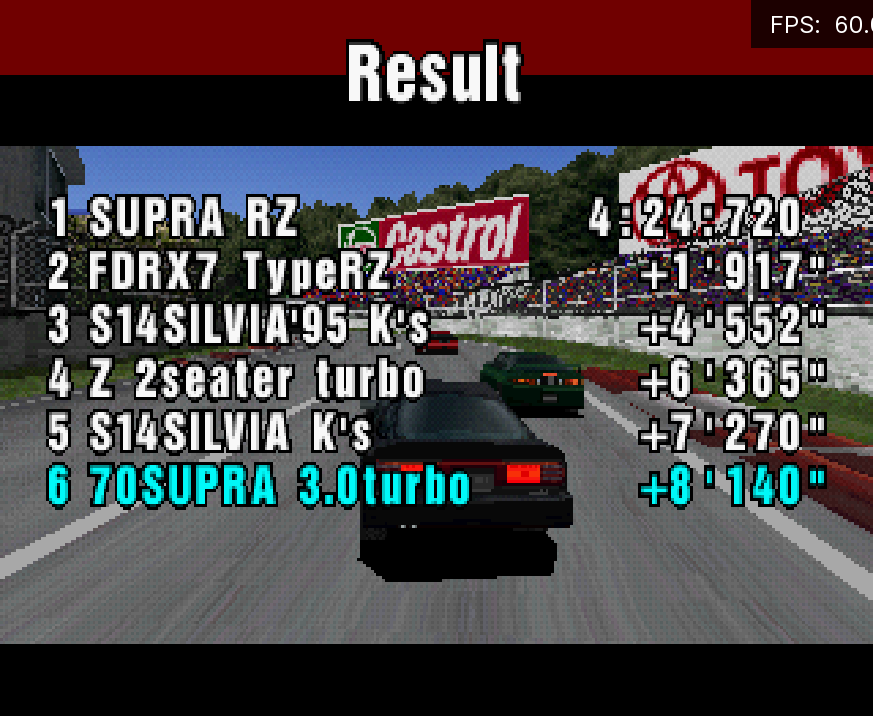 FPS: 60.
Result
1 SUPRA RZ 4:24:720
2 FDRX7 TypeRZ +1'917"
3 S14SILVIA'95 K's +4'552"
4 Z 2seater turbo +6'365"
5 S14SILVIA K's +7'270"
6 70SUPRA 3.0turbo +8'140"
Castrol
TO